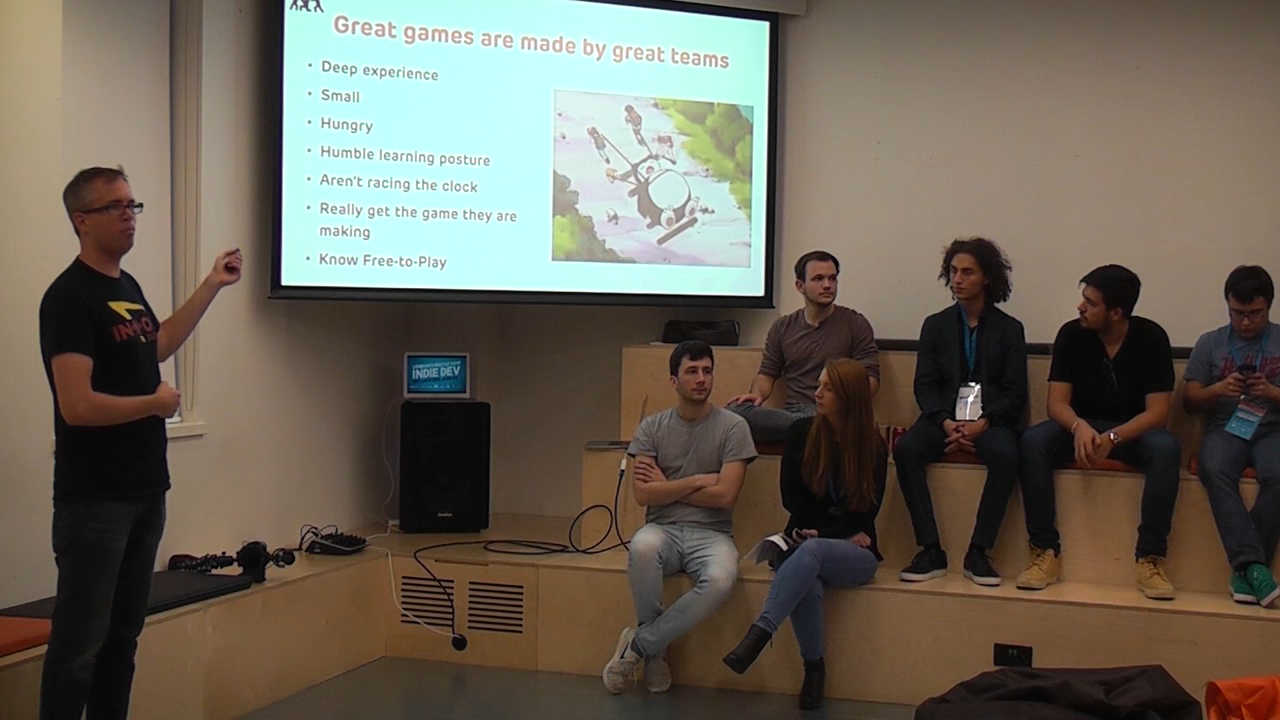 Great games are made by great teams
• Deep experience
• Small
• Hungry
• Humble learning posture
• Aren't racing the clock
• Really get the game they are
making
• Know Free-to-Play
INDIE DEV